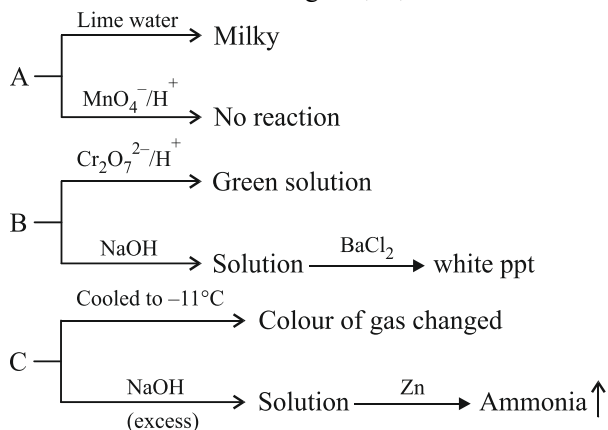 Lime water
Milky
A
MnO₄⁻/H⁺
No reaction
Cr₂O₇²⁻/H⁺
Green solution
B
NaOH
Solution BaCl₂ white ppt
Cooled to –11°C
Colour of gas changed
C
NaOH
(excess)
Solution Zn Ammonia ↑